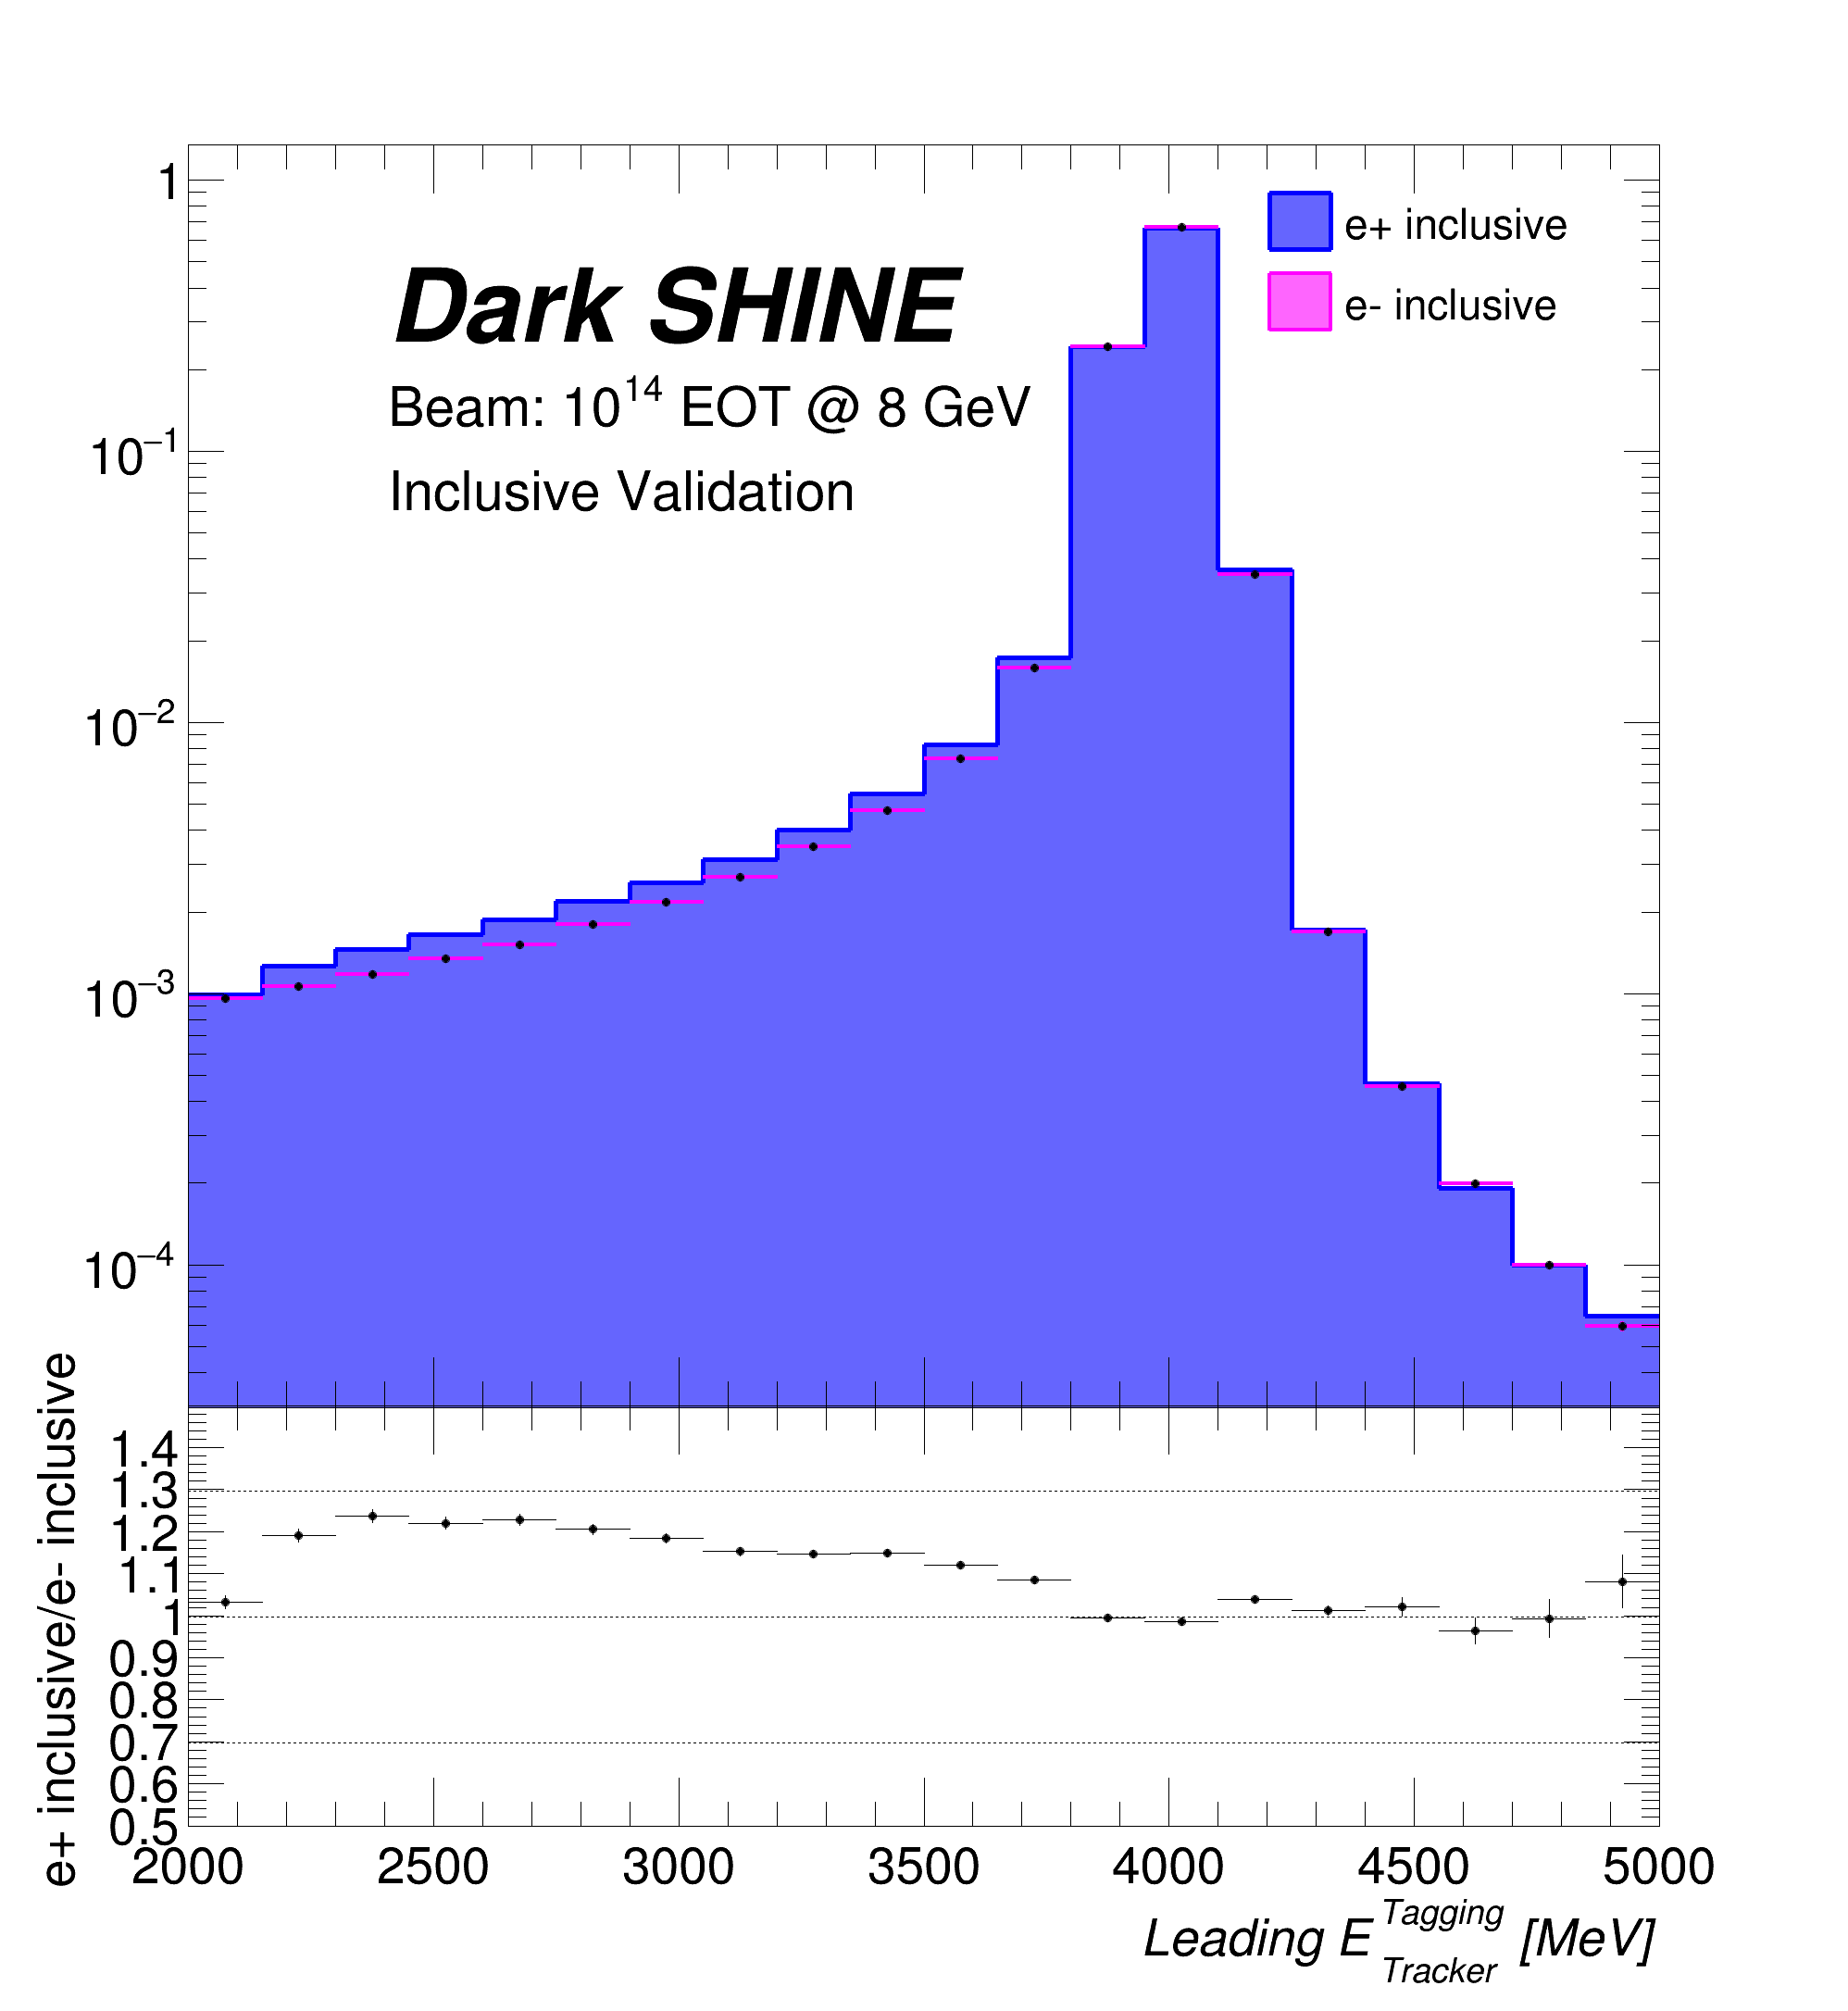 1
e+ inclusive
e- inclusive
Dark SHINE
Beam: 10^14 EOT @ 8 GeV
Inclusive Validation
10^−1
10^−2
10^−3
10^−4
e+ inclusive/e- inclusive
1.4
1.3
1.2
1.1
1
0.9
0.8
0.7
0.6
0.5
2000 2500 3000 3500 4000 4500 5000
Leading E^Tagging_Tracker [MeV]